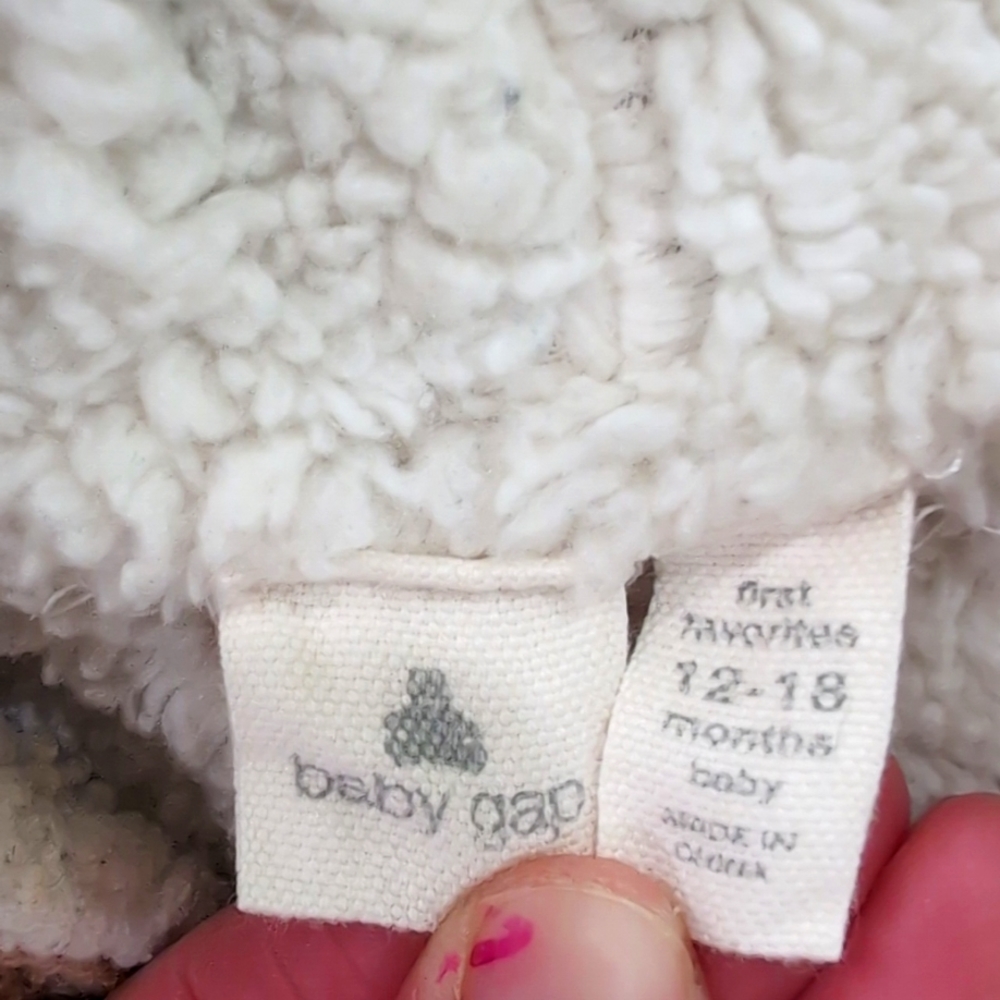 baby gap
first
favorites
12-18
months
baby
MADE IN
CHINA